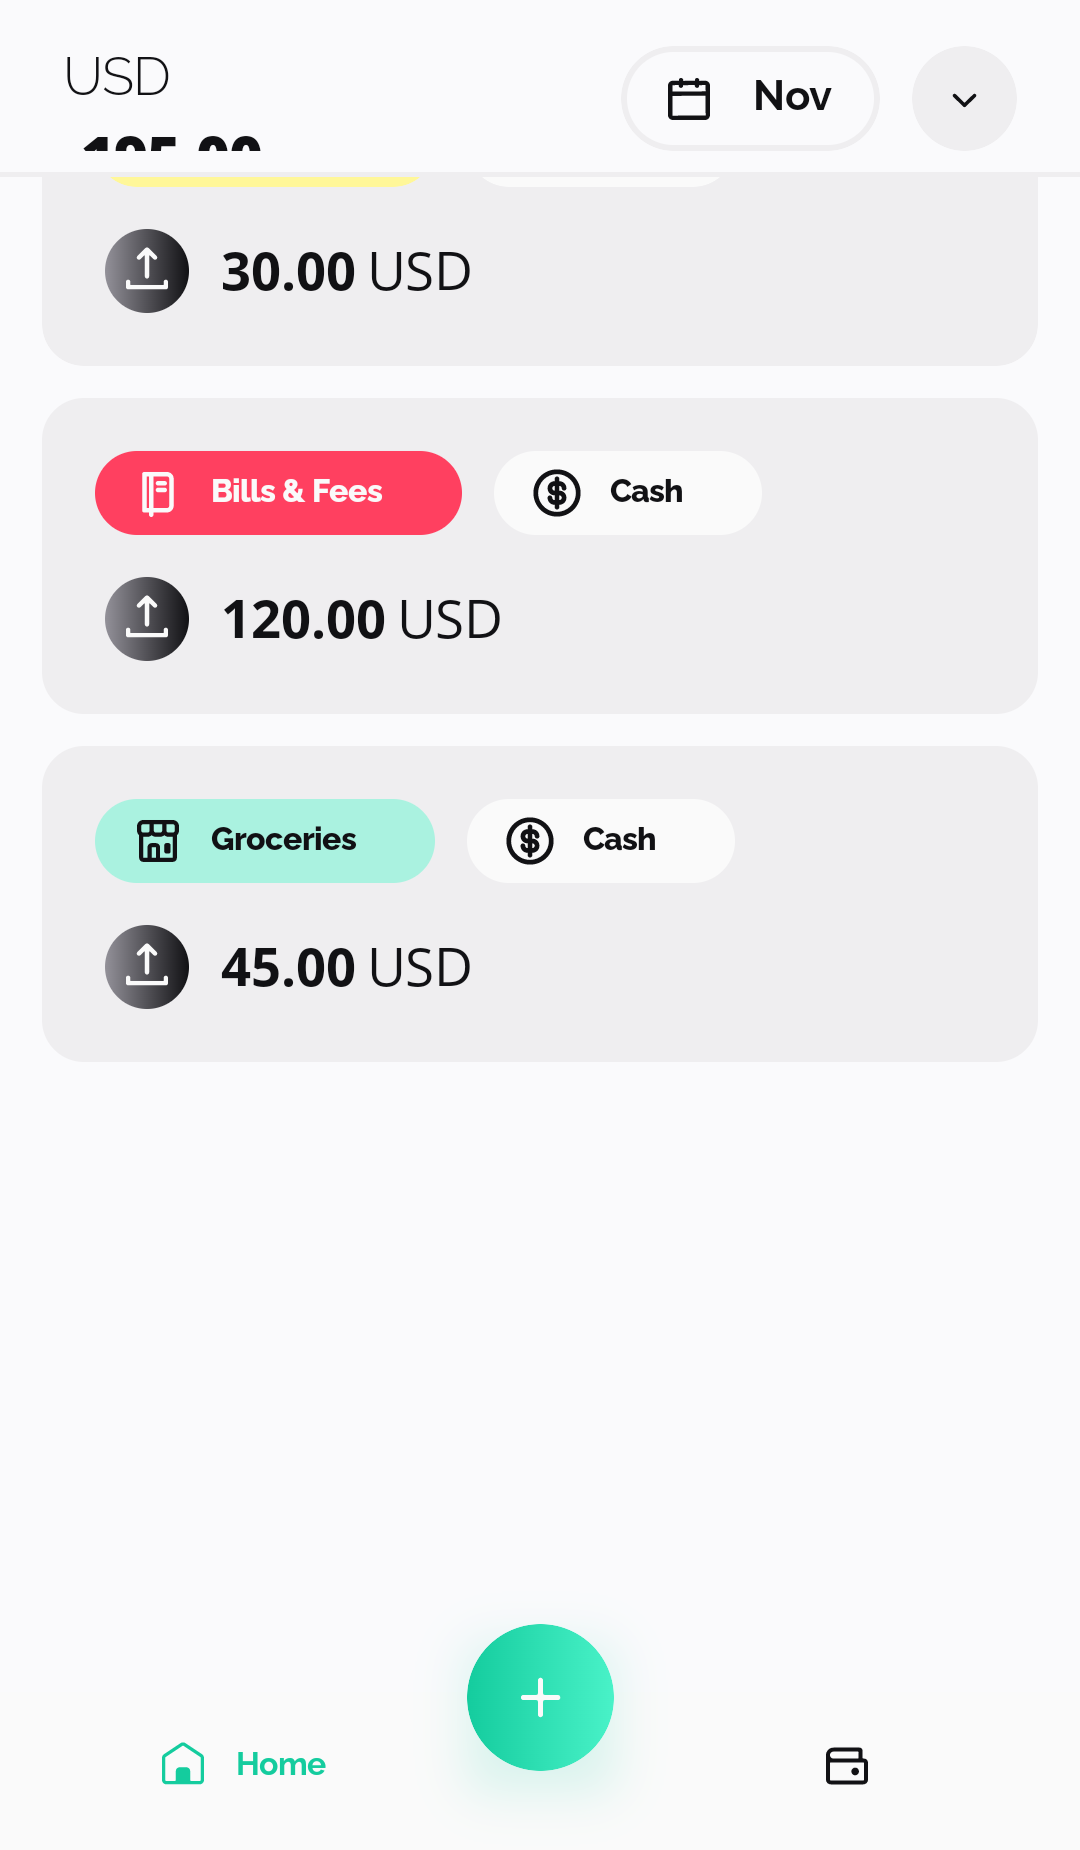 USD
Nov
30.00 USD
Bills & Fees
Cash
120.00 USD
Groceries
Cash
45.00 USD
Home